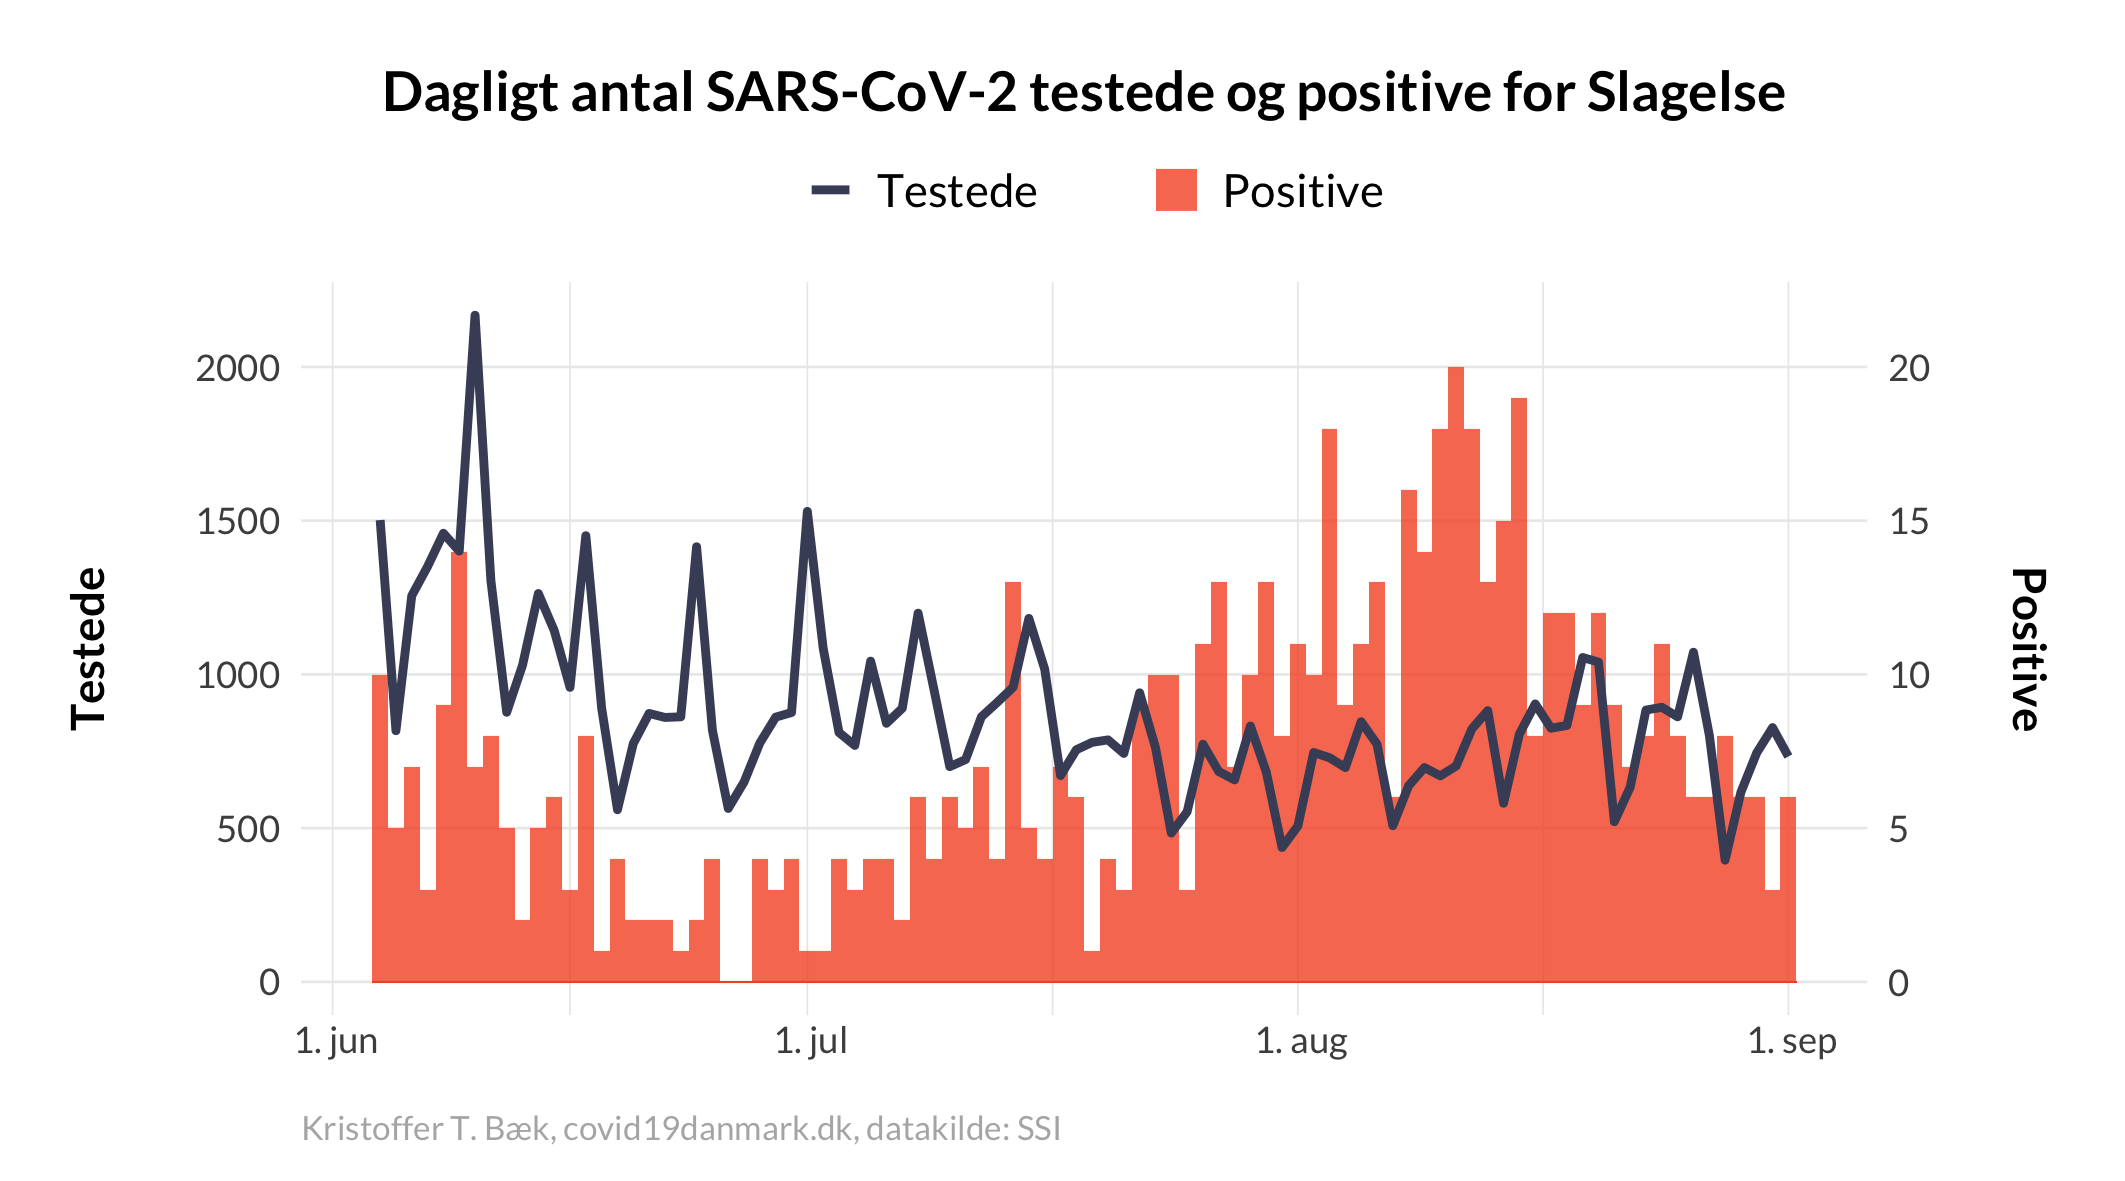 Dagligt antal SARS-CoV-2 testede og positive for Slagelse
Testede
Positive
Testede
2000
1500
1000
500
0
20
15
10
5
0
Positive
1. jun
1. jul
1. aug
1. sep
Kristoffer T. Bæk, covid19danmark.dk, datakilde: SSI